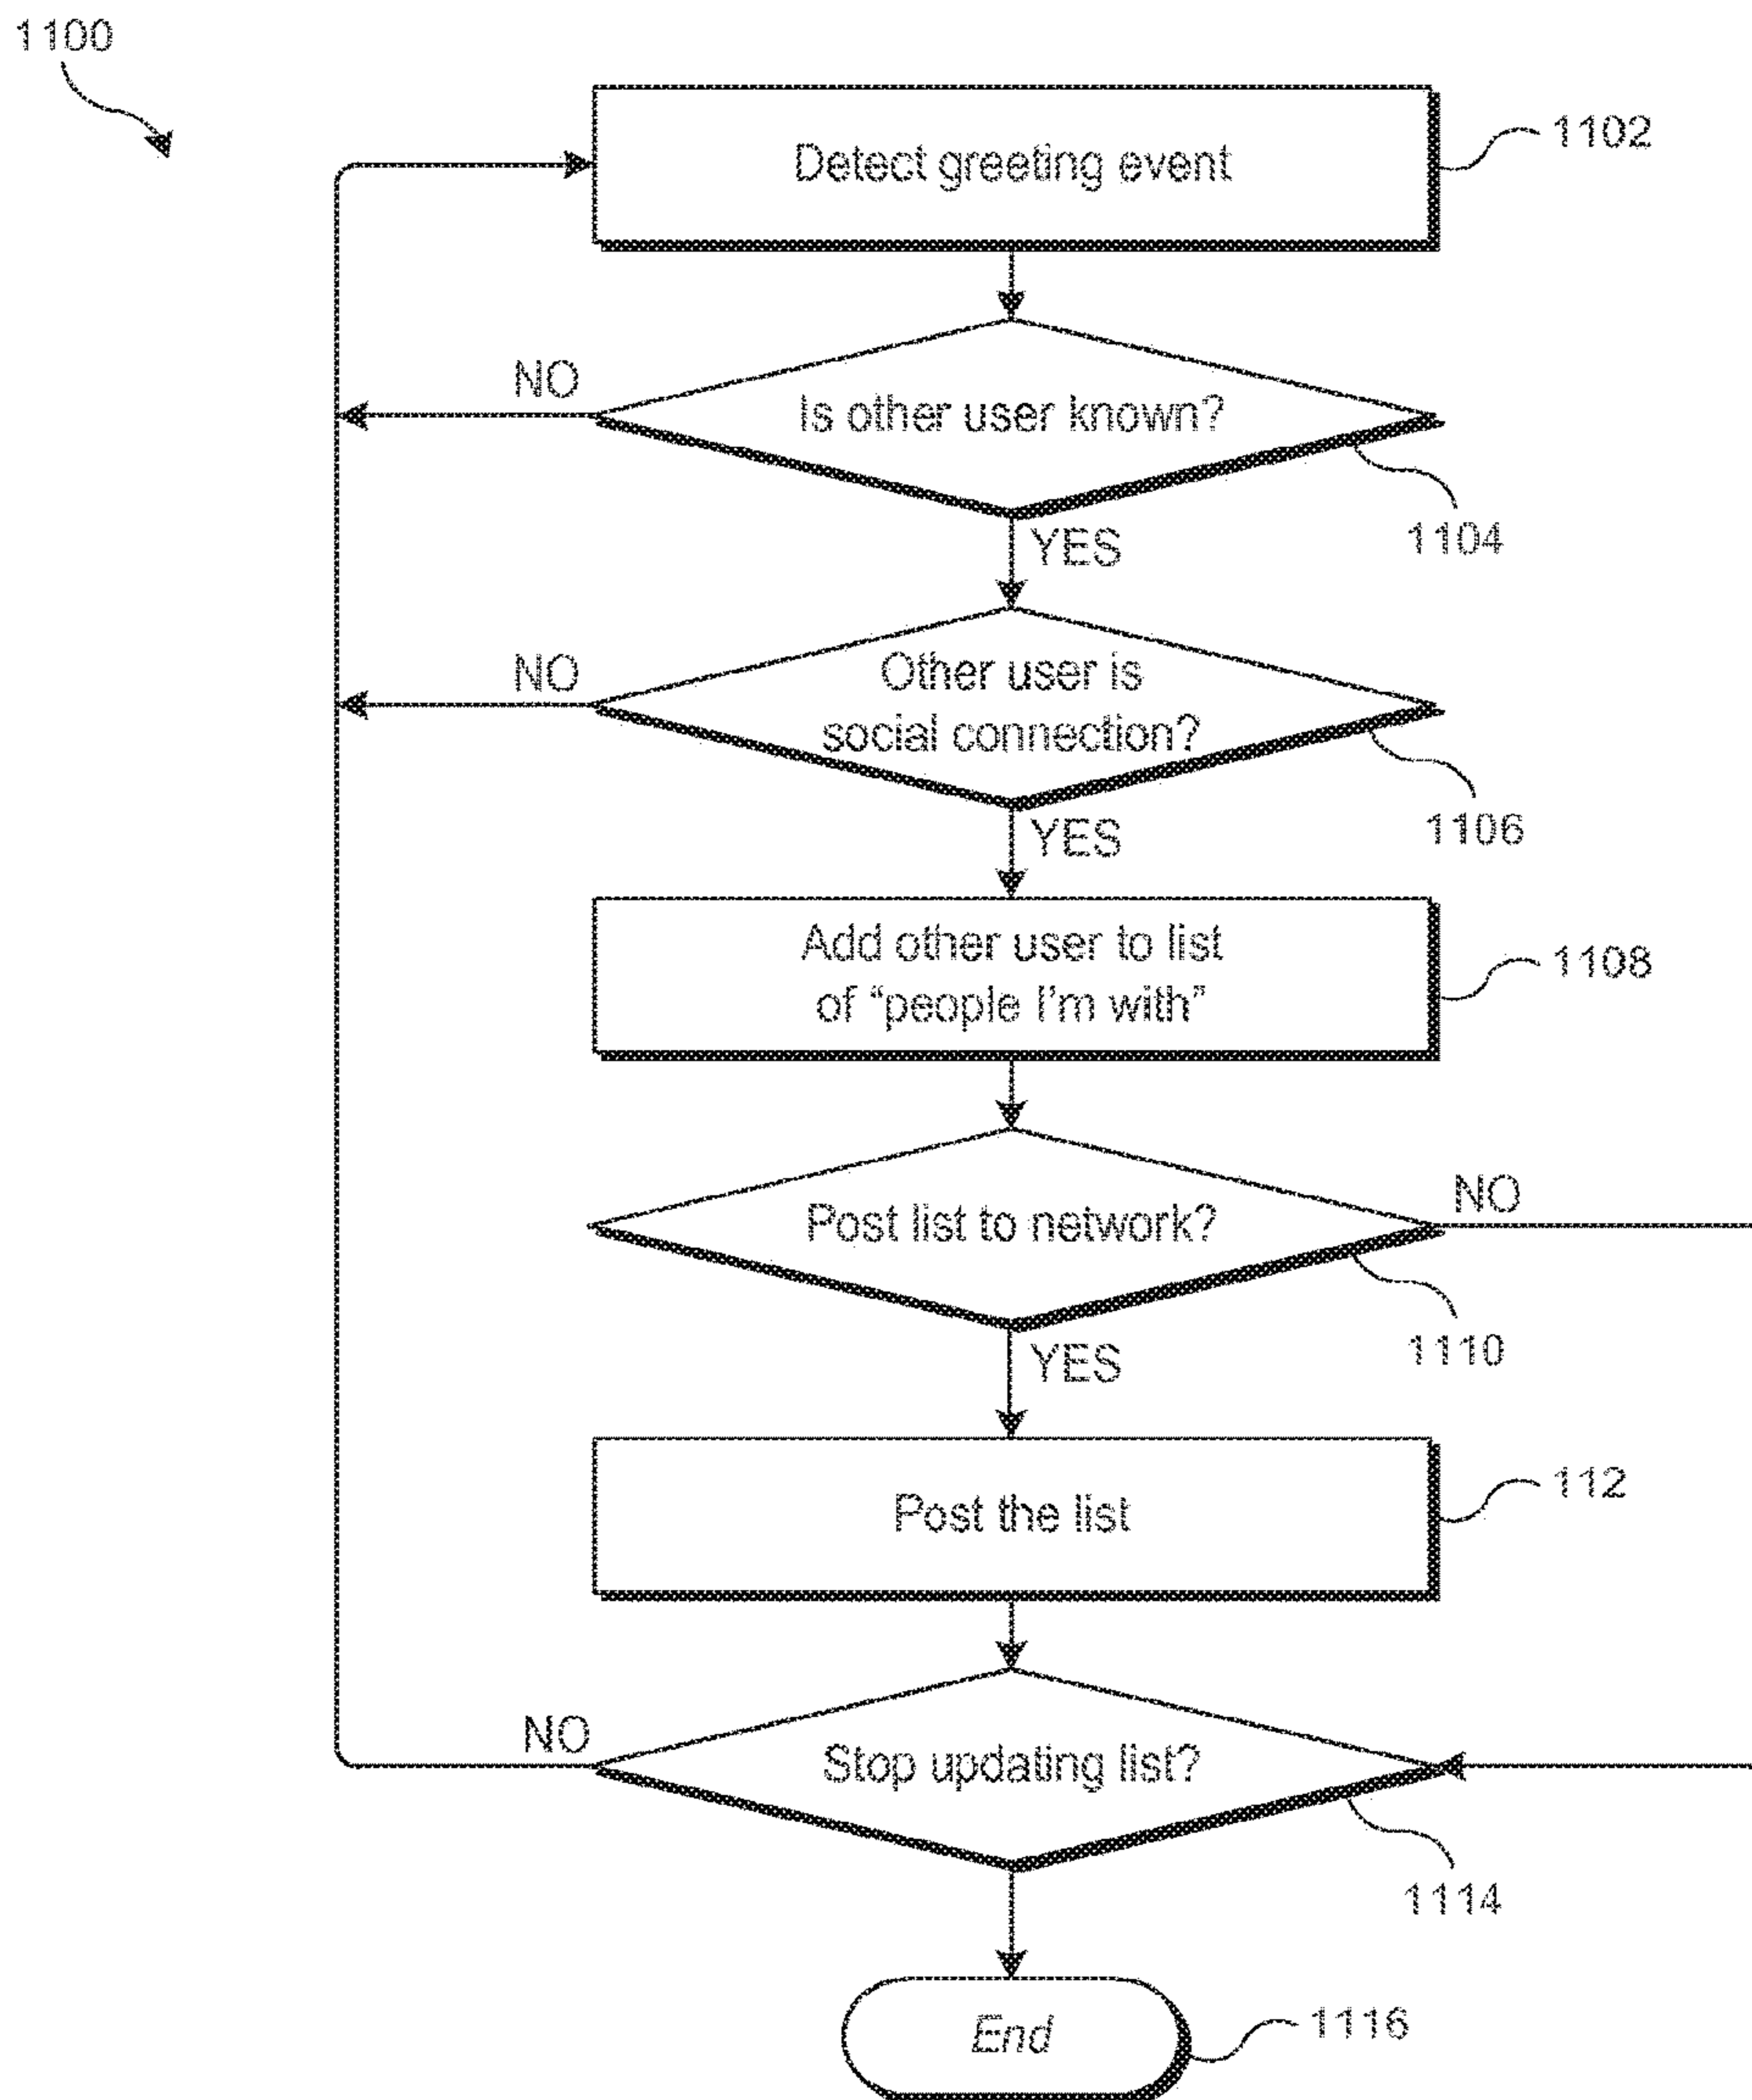 1100
Detect greeting event
1102
NO
Is other user known?
1104
YES
NO
Other user is
social connection?
1106
YES
Add other user to list
of “people I’m with”
1108
Post list to network?
NO
1110
YES
Post the list
112
NO
Stop updating list?
1114
End
1116